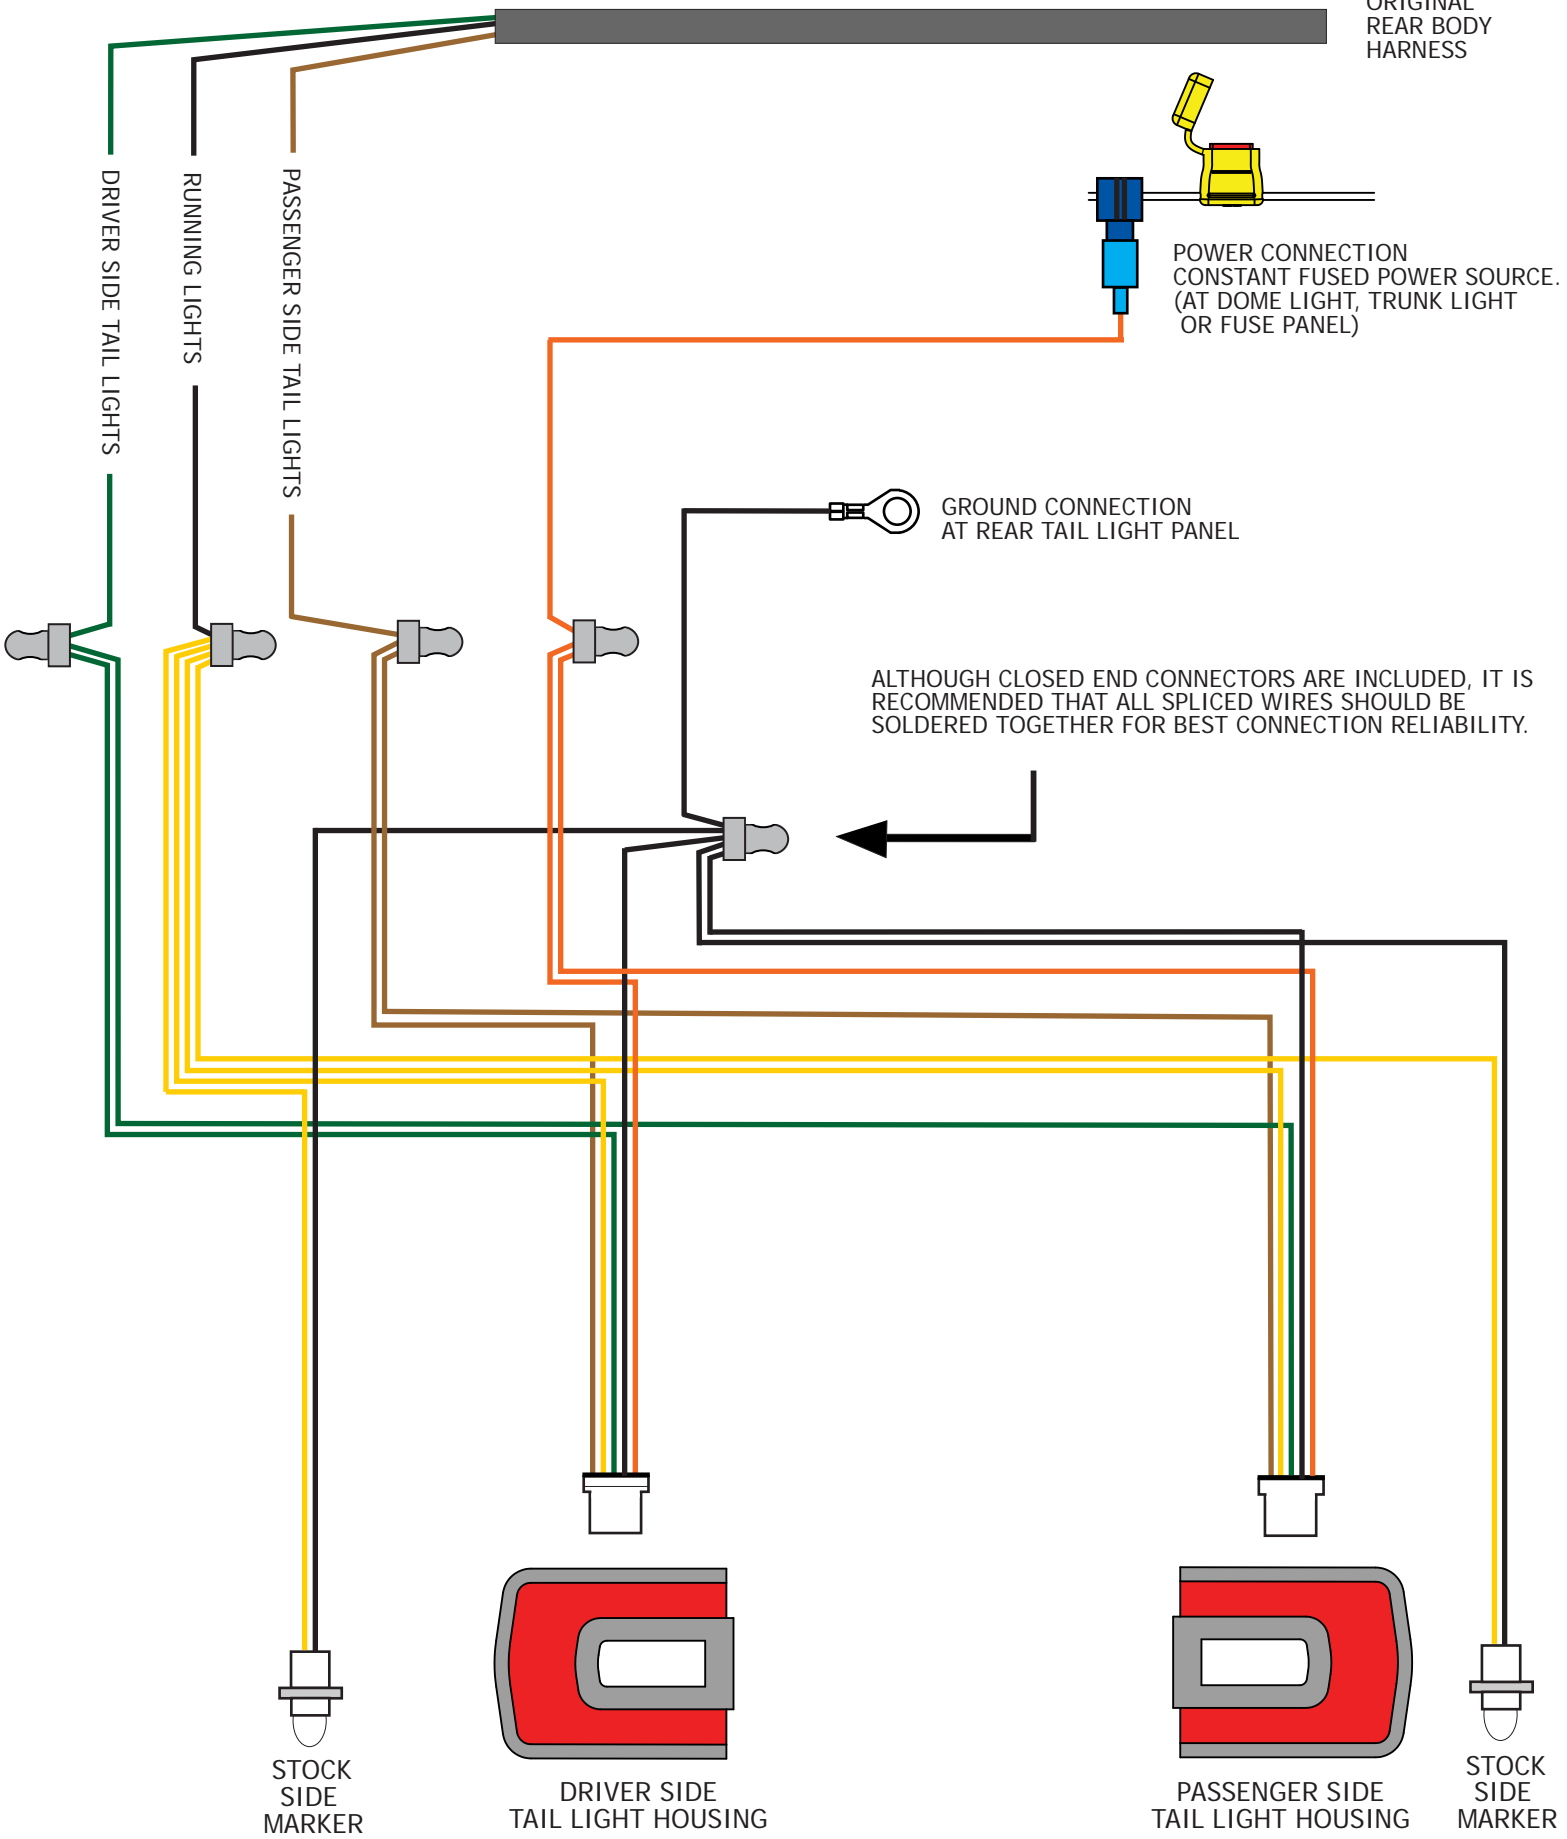 ORIGINAL
REAR BODY
HARNESS
DRIVER SIDE TAIL LIGHTS
RUNNING LIGHTS
PASSENGER SIDE TAIL LIGHTS
POWER CONNECTION
CONSTANT FUSED POWER SOURCE.
(AT DOME LIGHT, TRUNK LIGHT
OR FUSE PANEL)
GROUND CONNECTION
AT REAR TAIL LIGHT PANEL
ALTHOUGH CLOSED END CONNECTORS ARE INCLUDED, IT IS
RECOMMENDED THAT ALL SPLICED WIRES SHOULD BE
SOLDERED TOGETHER FOR BEST CONNECTION RELIABILITY.
STOCK
SIDE
MARKER
DRIVER SIDE
TAIL LIGHT HOUSING
PASSENGER SIDE
TAIL LIGHT HOUSING
STOCK
SIDE
MARKER